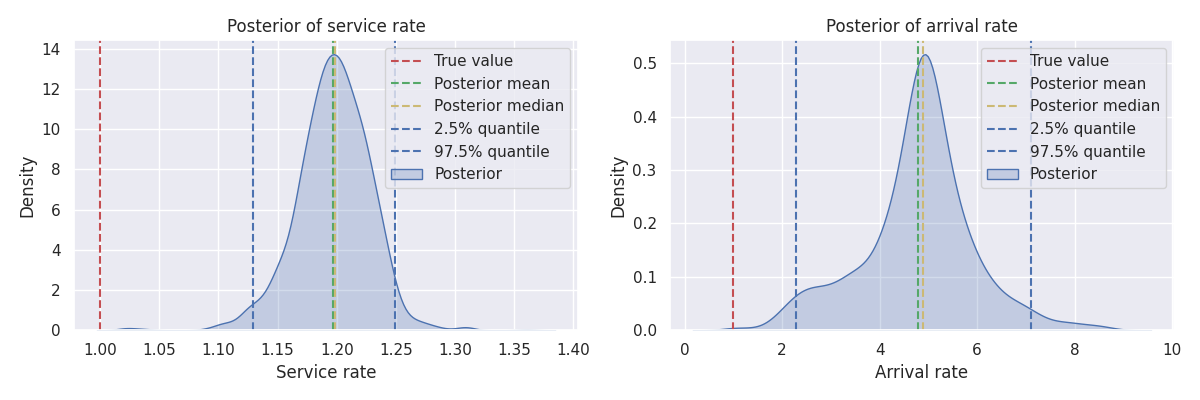 Posterior of service rate
14
12
10
8
6
4
2
0
Density
1.00 1.05 1.10 1.15 1.20 1.25 1.30 1.35 1.40
Service rate
True value
Posterior mean
Posterior median
2.5% quantile
97.5% quantile
Posterior
Posterior of arrival rate
0.5
0.4
0.3
0.2
0.1
0.0
Density
0 2 4 6 8 10
Arrival rate
True value
Posterior mean
Posterior median
2.5% quantile
97.5% quantile
Posterior